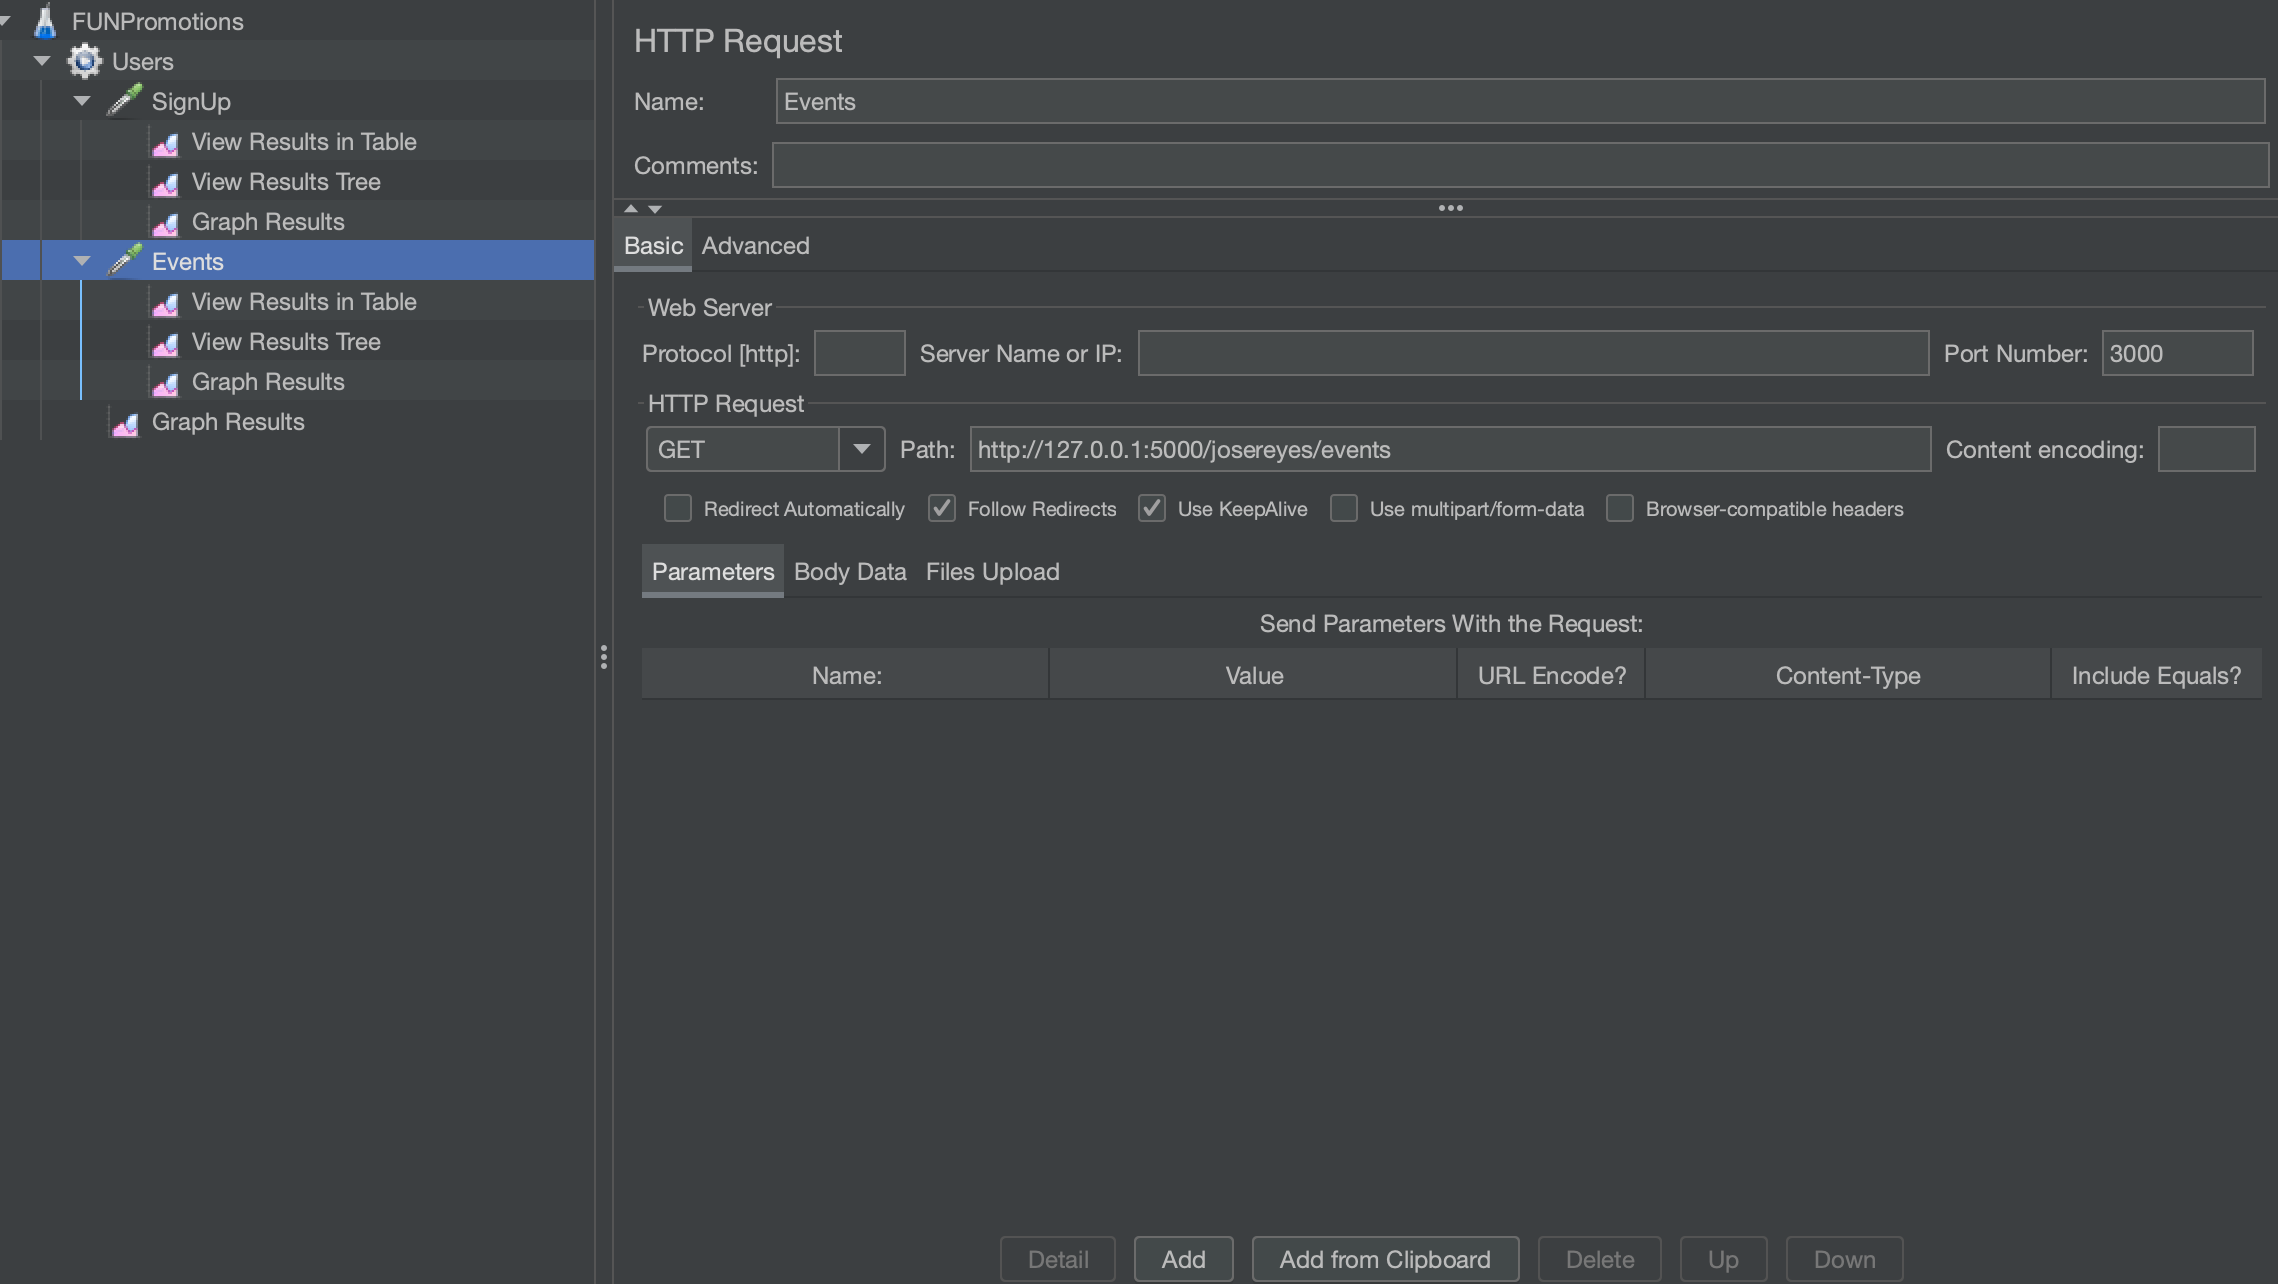 FUNPromotions
Users
SignUp
View Results in Table
View Results Tree
Graph Results
Events
View Results in Table
View Results Tree
Graph Results
Graph Results
HTTP Request
Name: Events
Comments:
Basic Advanced
Web Server
Protocol [http]: Server Name or IP: Port Number: 3000
HTTP Request
GET Path: http://127.0.0.1:5000/josereyes/events Content encoding:
Redirect Automatically Follow Redirects Use KeepAlive Use multipart/form-data Browser-compatible headers
Parameters Body Data Files Upload
Send Parameters With the Request:
Name: Value URL Encode? Content-Type Include Equals?
Detail Add Add from Clipboard Delete Up Down